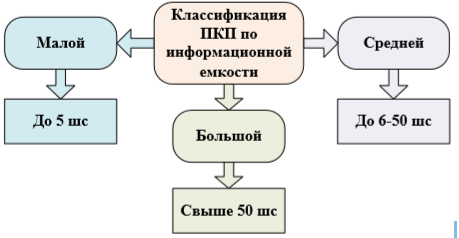 Классификация
ПКП по
информационной
емкости
Малой
Средней
До 5 шс
До 6-50 шс
Большой
Свыше 50 шс